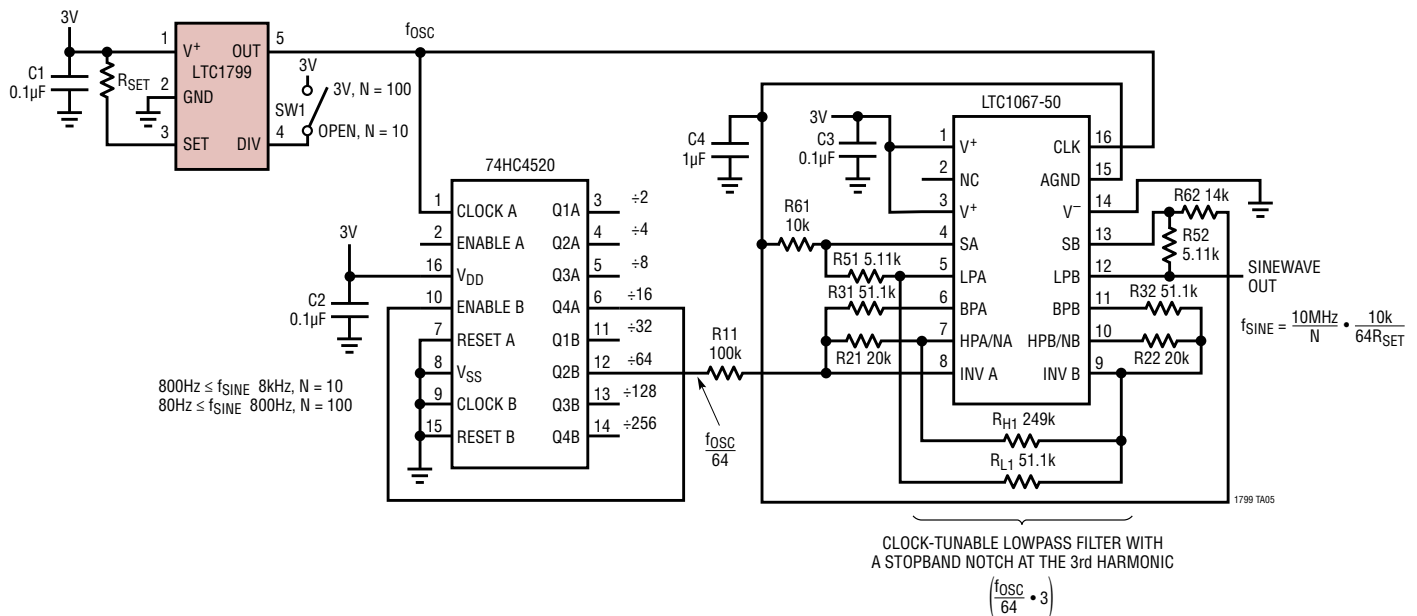 3V
C1
0.1µF
RSET
1
V+
OUT
5
LTC1799
2
GND
3
SET
DIV
4
3V
SW1
3V, N = 100
OPEN, N = 10
fOSC
74HC4520
1
CLOCK A
Q1A
3
÷2
2
ENABLE A
Q2A
4
÷4
3V
16
VDD
Q3A
5
÷8
C2
0.1µF
10
ENABLE B
Q4A
6
÷16
7
RESET A
Q1B
11
÷32
8
VSS
Q2B
12
÷64
9
CLOCK B
Q3B
13
÷128
15
RESET B
Q4B
14
÷256
800Hz ≤ fSINE 8kHz, N = 10
80Hz ≤ fSINE 800Hz, N = 100
fOSC
64
R11
100k
C4
1µF
3V
C3
0.1µF
LTC1067-50
1
V+
CLK
16
2
NC
AGND
15
3
V+
V–
14
4
SA
SB
13
5
LPA
LPB
12
6
BPA
BPB
11
7
HPA/NA
HPB/NB
10
8
INV A
INV B
9
R61
10k
R51 5.11k
R31 51.1k
R21 20k
R62 14k
R52
5.11k
R32 51.1k
R22 20k
RH1 249k
RL1 51.1k
SINEWAVE
OUT
fSINE = 10MHz/N • 10k/64RSET
1799 TA05
CLOCK-TUNABLE LOWPASS FILTER WITH
A STOPBAND NOTCH AT THE 3rd HARMONIC
(fOSC/64 • 3)